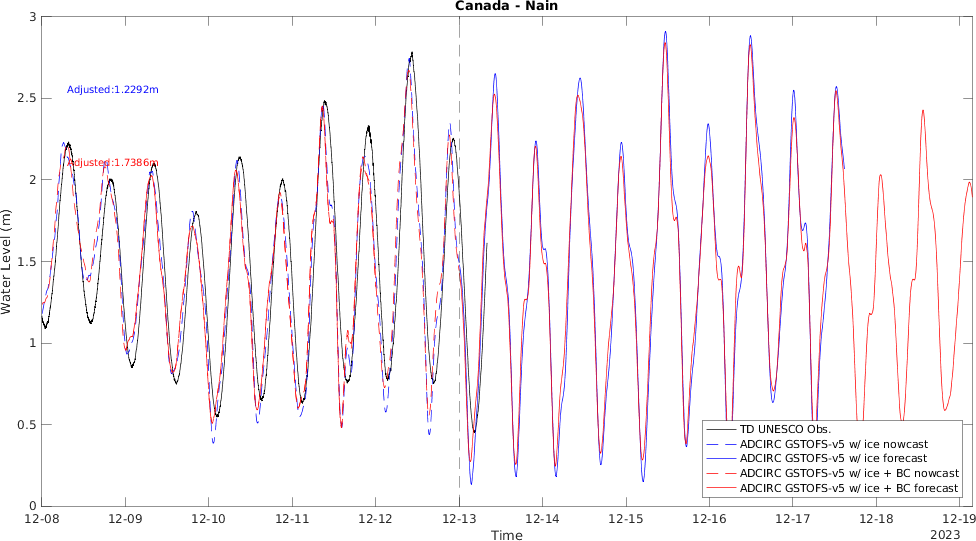 Canada - Nain
3
2.5
2
1.5
1
0.5
0
Water Level (m)
Adjusted:1.2292m
Adjusted:1.7386m
TD UNESCO Obs.
ADCIRC GSTOFS-v5 w/ ice nowcast
ADCIRC GSTOFS-v5 w/ ice forecast
ADCIRC GSTOFS-v5 w/ ice + BC nowcast
ADCIRC GSTOFS-v5 w/ ice + BC forecast
12-08 12-09 12-10 12-11 12-12 12-13 12-14 12-15 12-16 12-17 12-18 12-19
Time
2023